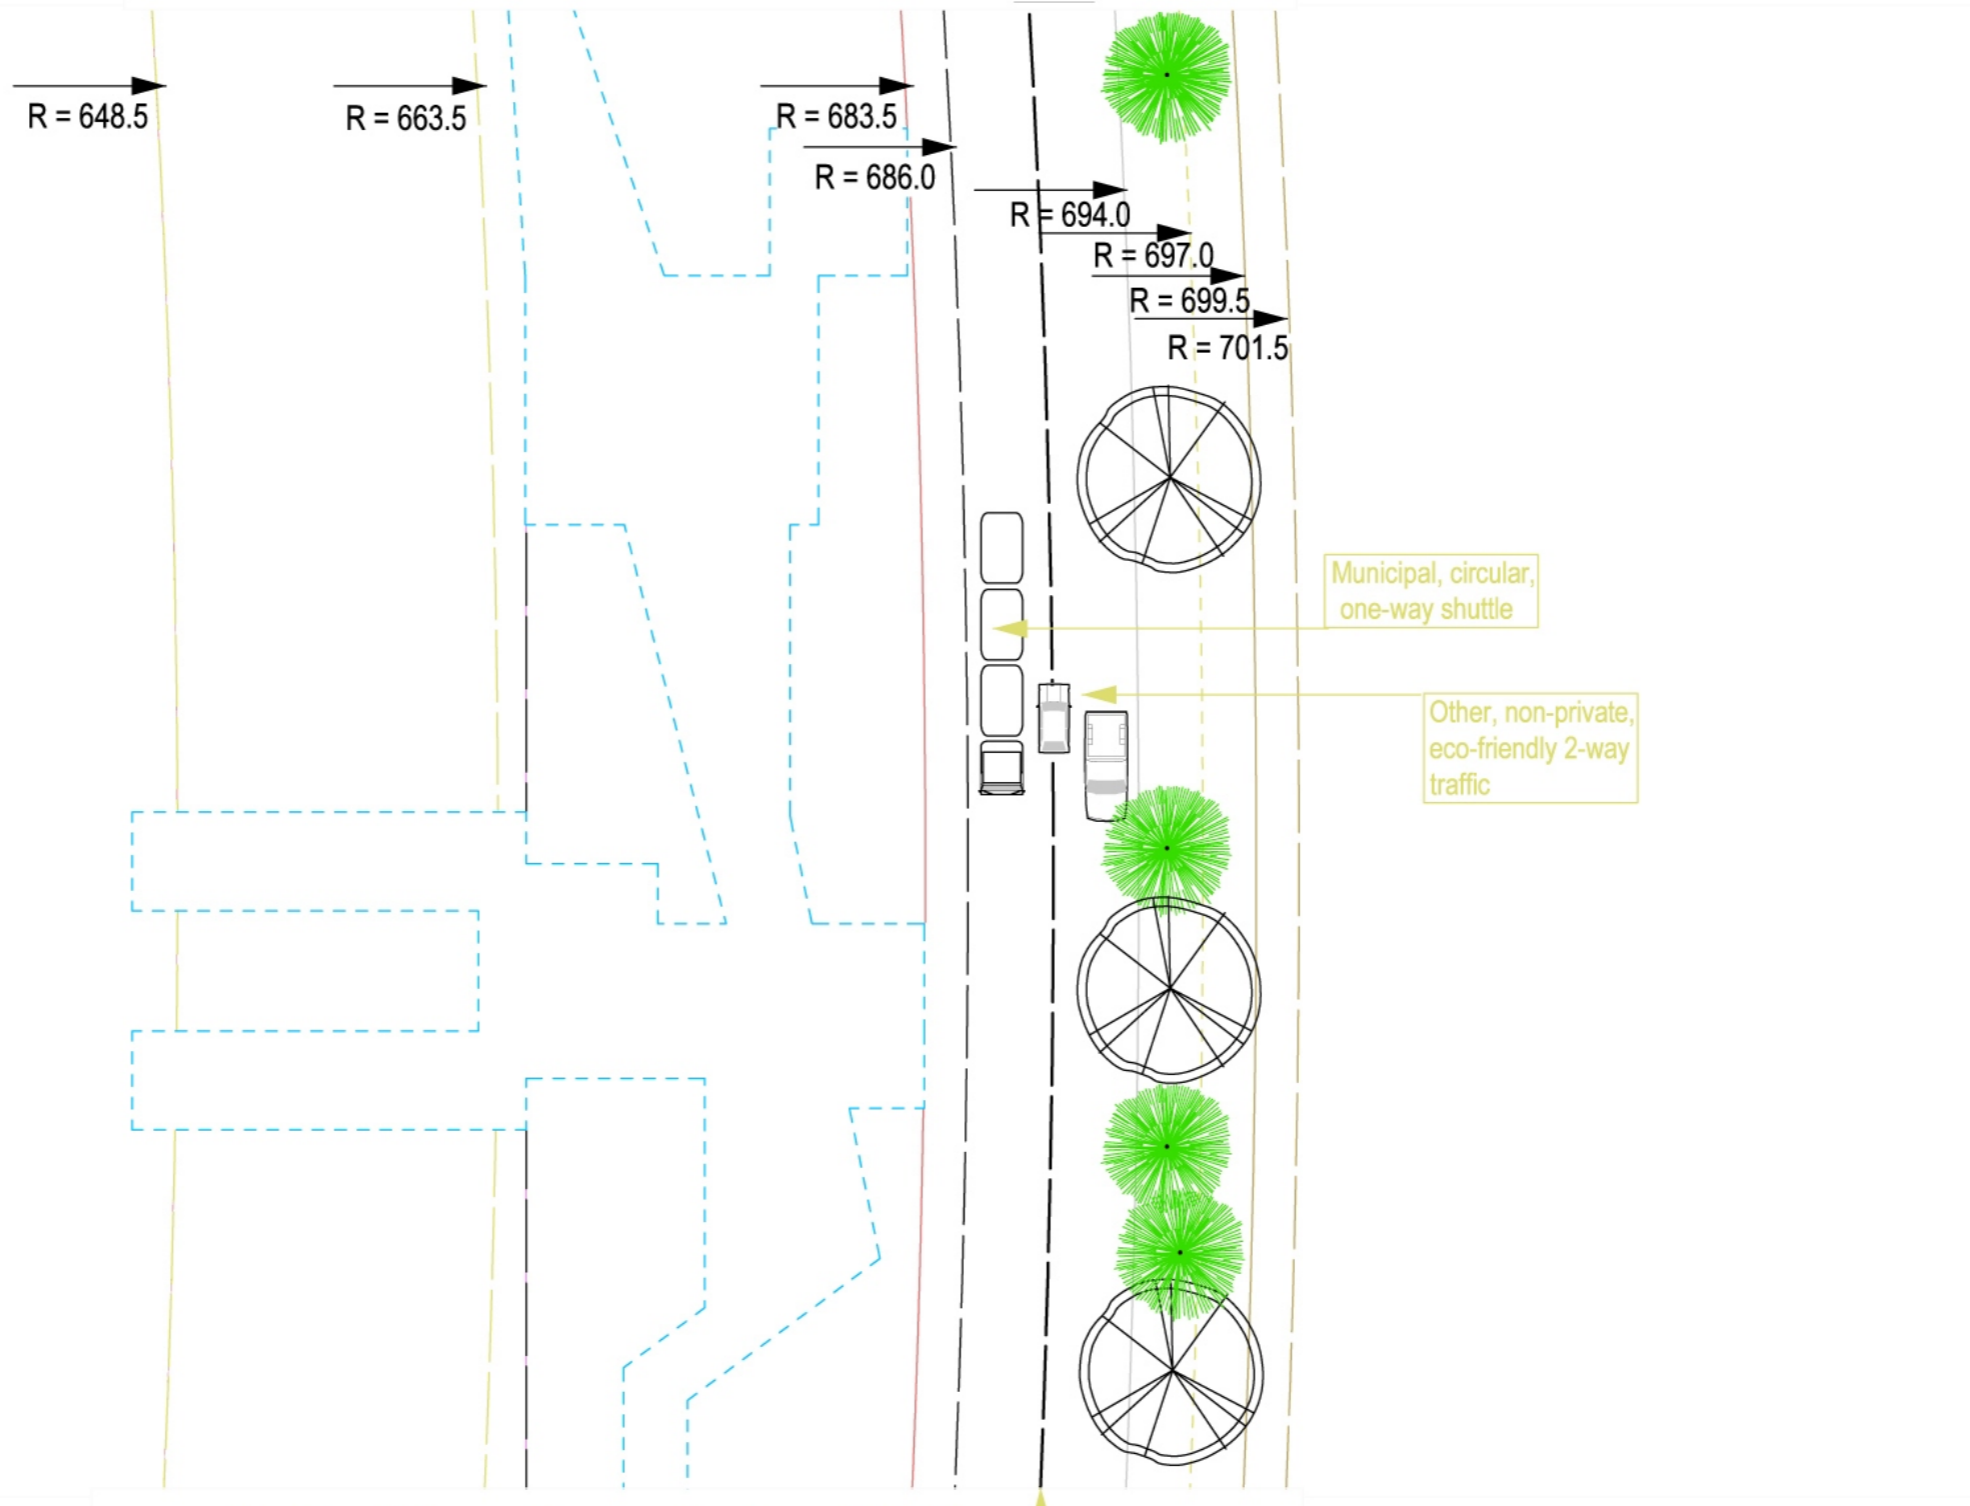 R = 648.5
R = 663.5
R = 683.5
R = 686.0
R = 694.0
R = 697.0
R = 699.5
R = 701.5
Municipal, circular,
one-way shuttle
Other, non-private,
eco-friendly 2-way
traffic